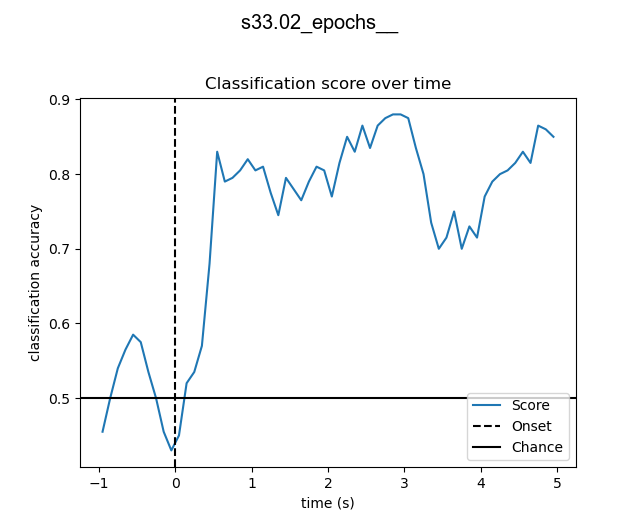 s33.02_epochs__
Classification score over time
classification accuracy
0.9
0.8
0.7
0.6
0.5
−1
0
1
2
3
4
5
time (s)
Score
Onset
Chance